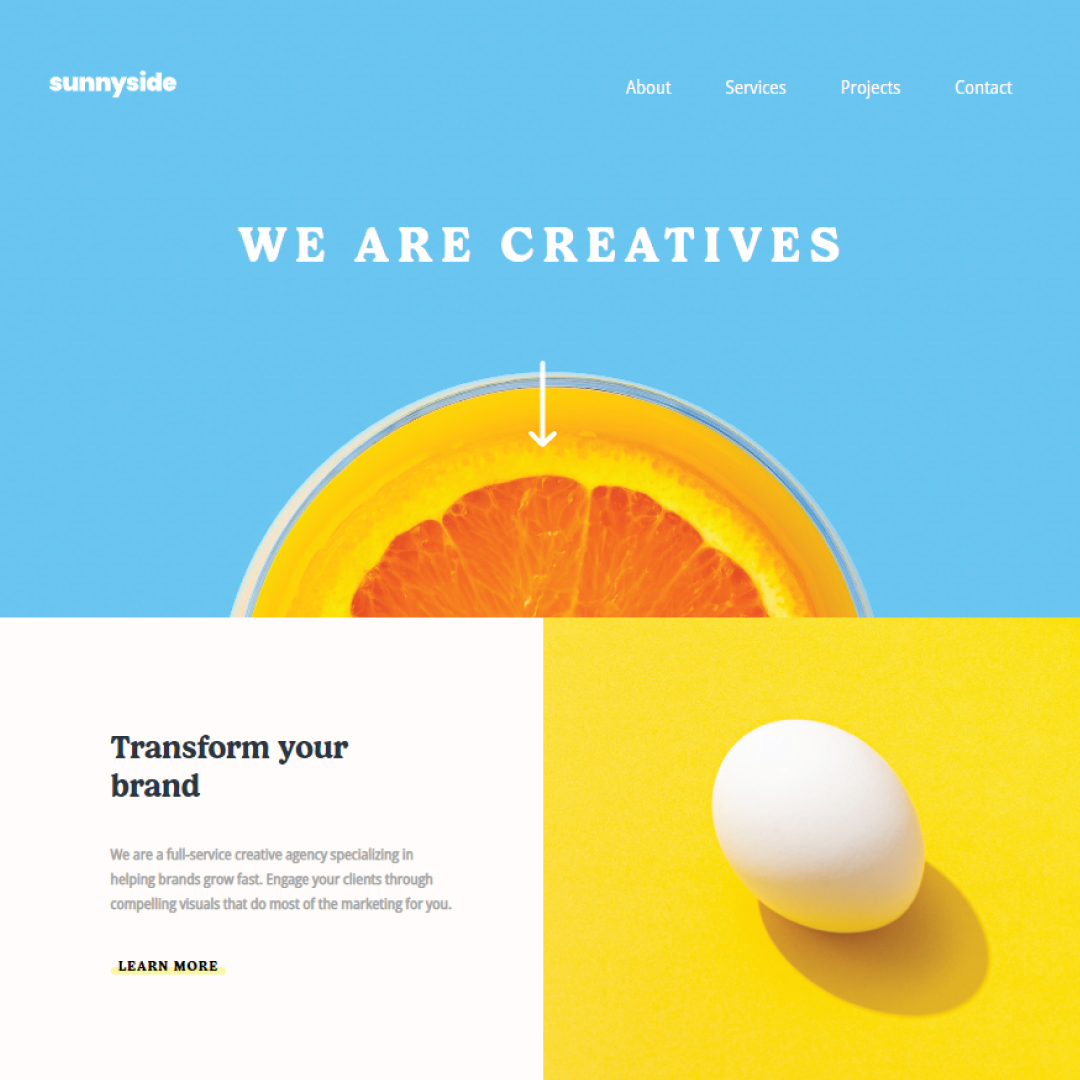 sunnyside
About Services Projects Contact
WE ARE CREATIVES
Transform your
brand
We are a full-service creative agency specializing in
helping brands grow fast. Engage your clients through
compelling visuals that do most of the marketing for you.
LEARN MORE